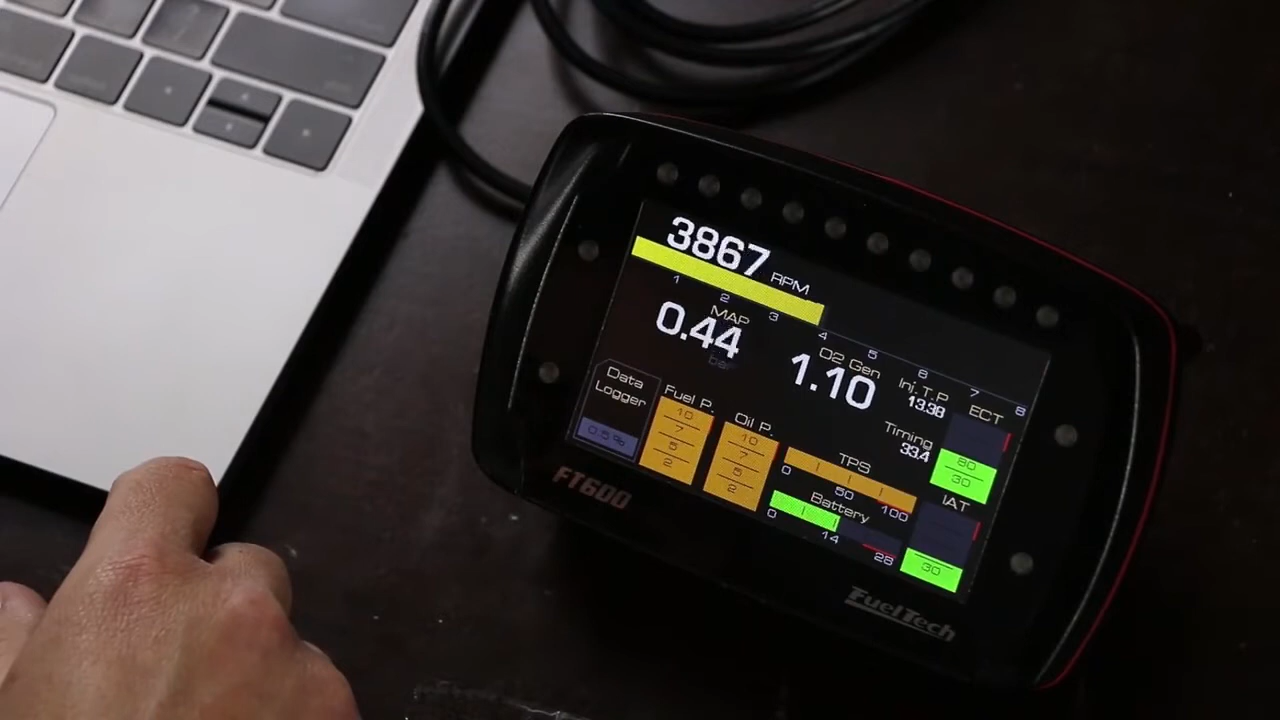 3867 RPM
1 2 3 4 5 6 7 8
MAP
0.44
O2 Gen
1.10
Inj. T.P
13.38
Timing
33.4
ECT
80
30
IAT
30
Data
Logger
Fuel P.
10
7
5
2
Oil P.
10
7
5
2
TPS
0 50 100
Battery
0 14 28
FT600
FuelTech